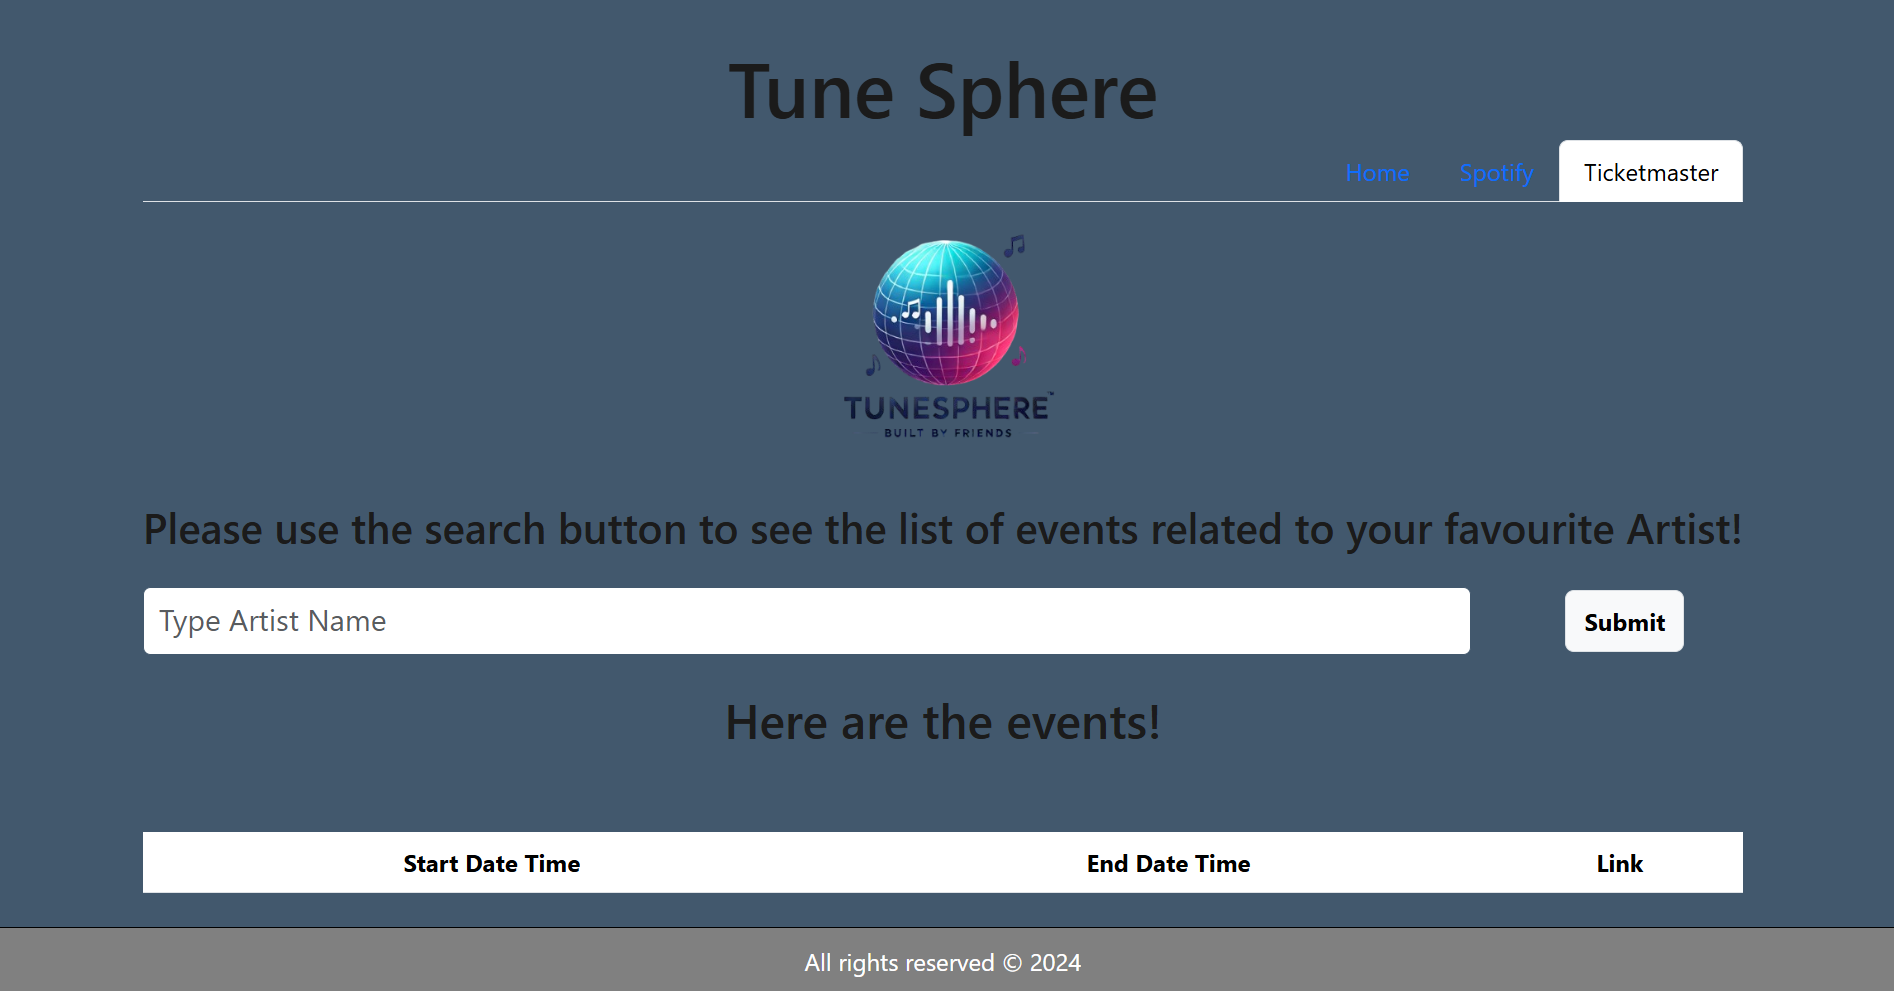 Tune Sphere
Home Spotify Ticketmaster
TUNESPHERE™
BUILT BY FRIENDS
Please use the search button to see the list of events related to your favourite Artist!
Type Artist Name Submit
Here are the events!
Start Date Time End Date Time Link
All rights reserved © 2024